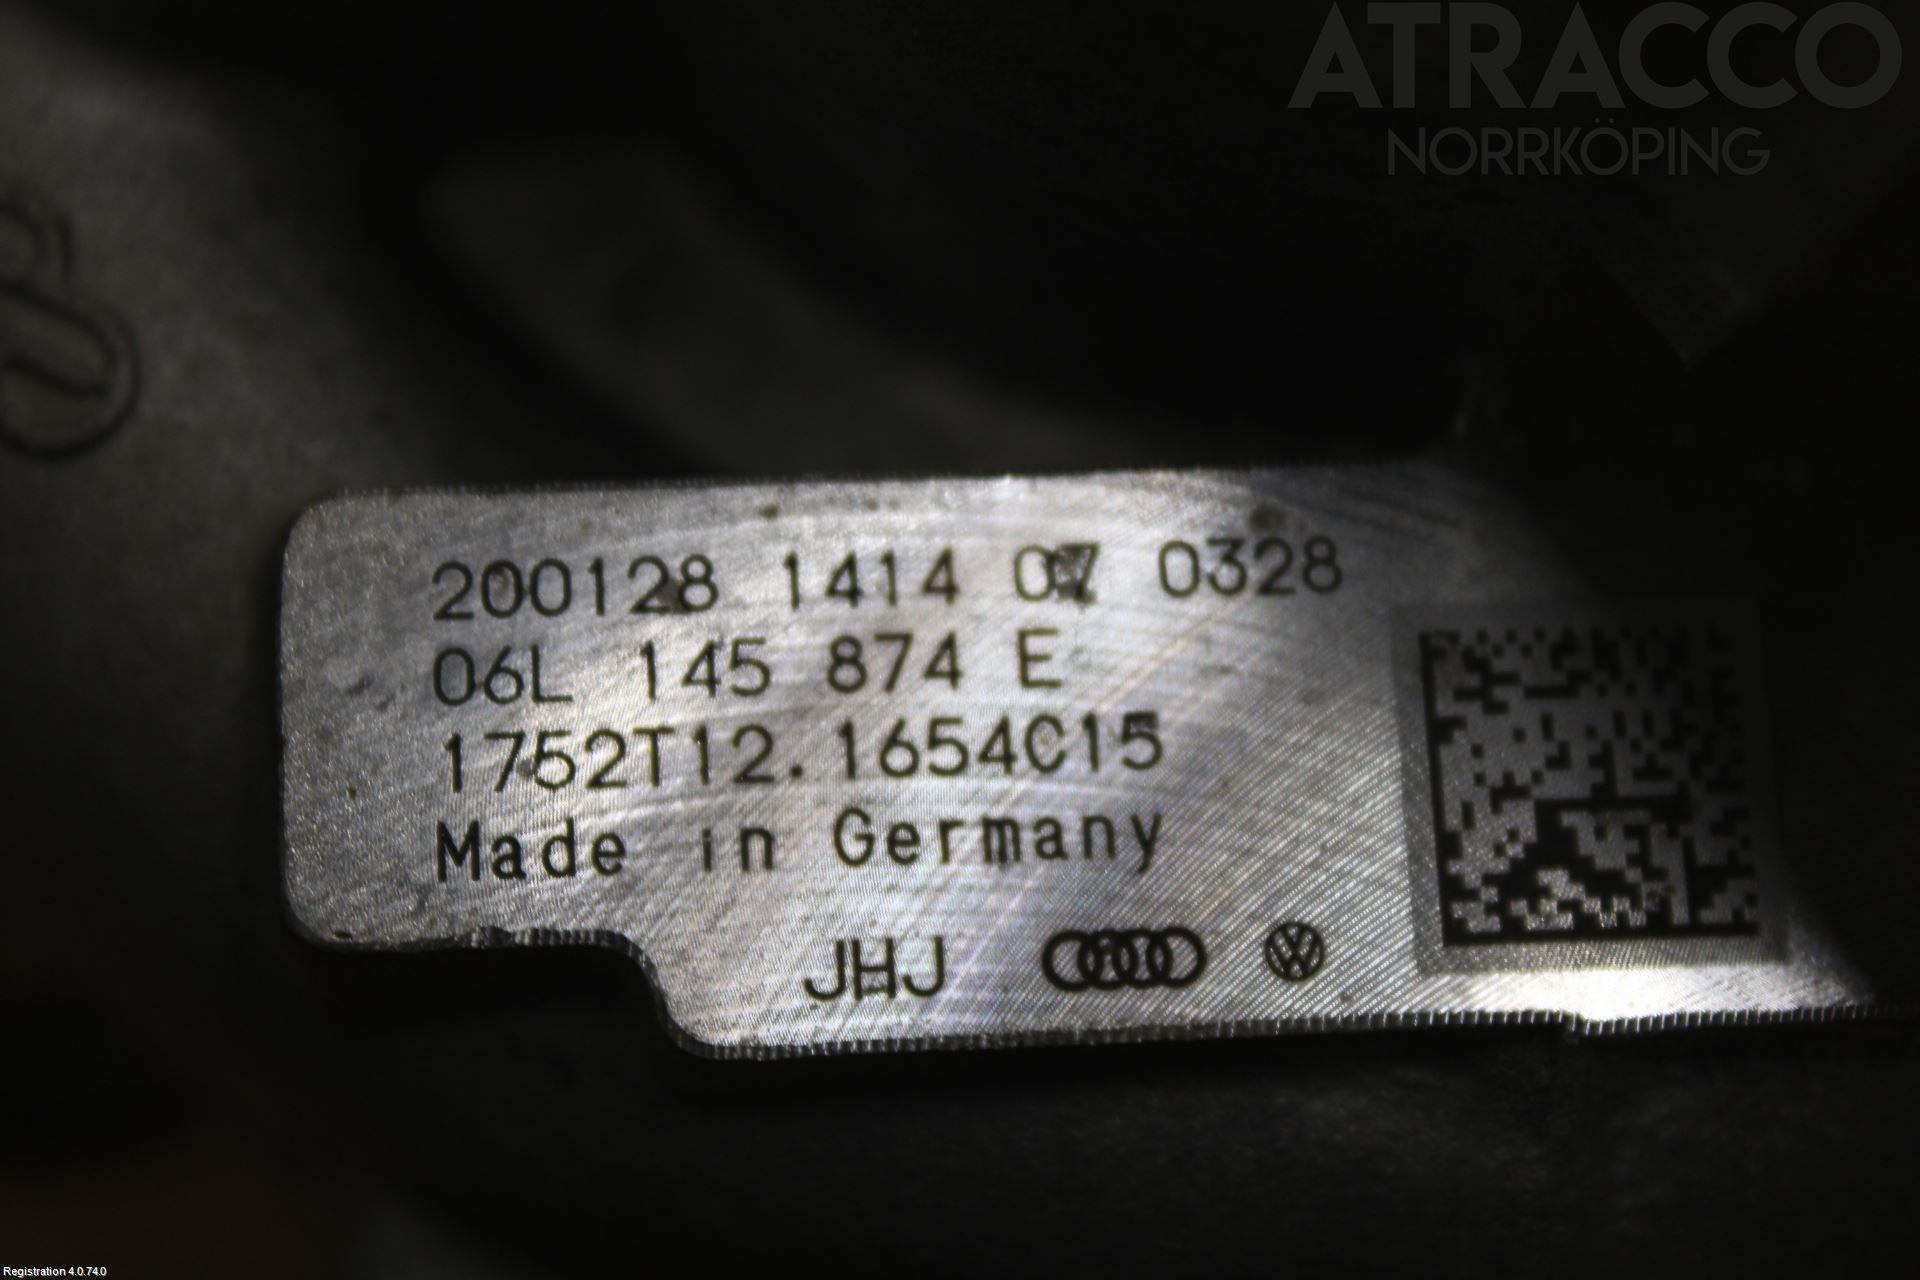 ATRACCO
NORRKÖPING
200128 1414 07 0328
06L 145 874 E
1752T12.1654C15
Made in Germany
JHJ
Registration 4.0.74.0